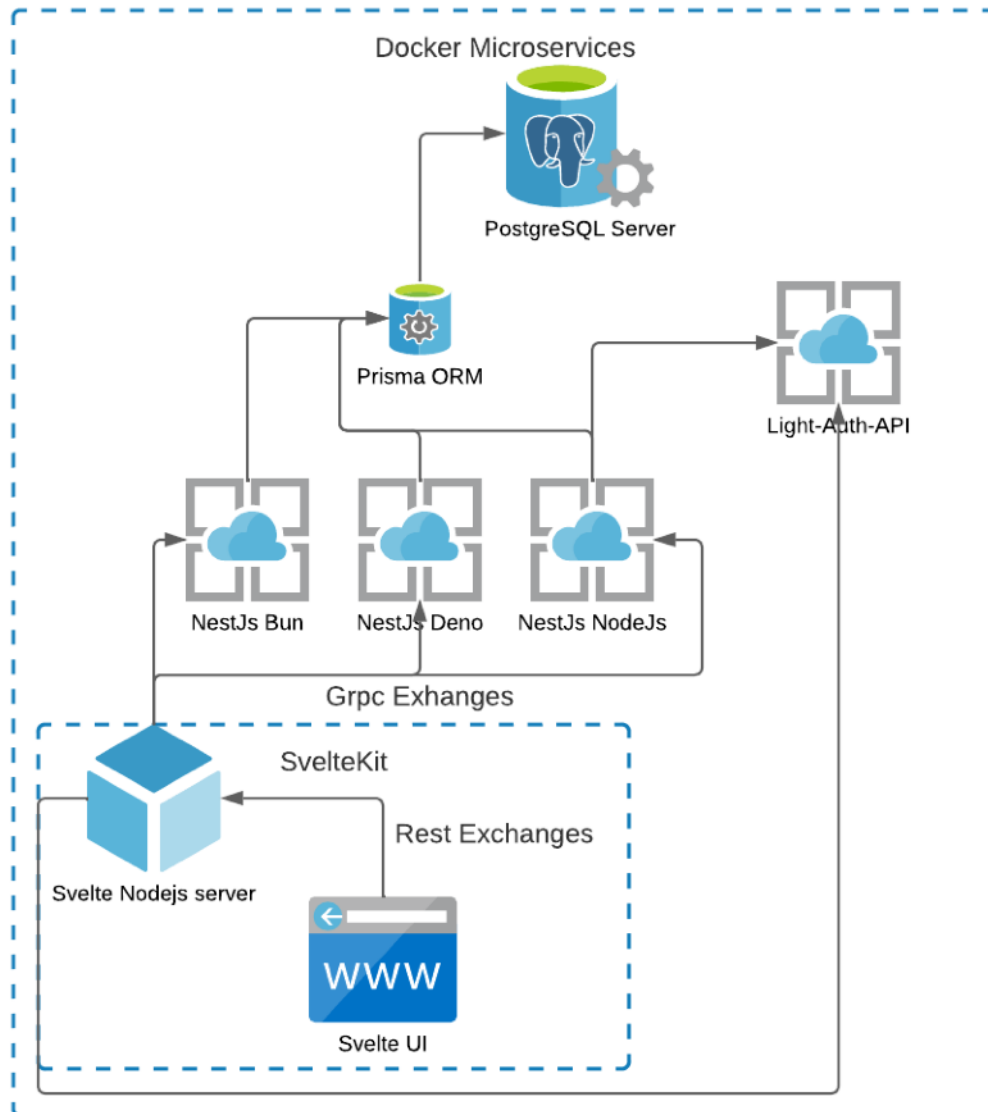 Docker Microservices
PostgreSQL Server
Prisma ORM
Light-Auth-API
NestJs Bun
NestJs Deno
NestJs NodeJs
Grpc Exhanges
SvelteKit
Rest Exchanges
Svelte Nodejs server
WWW
Svelte UI